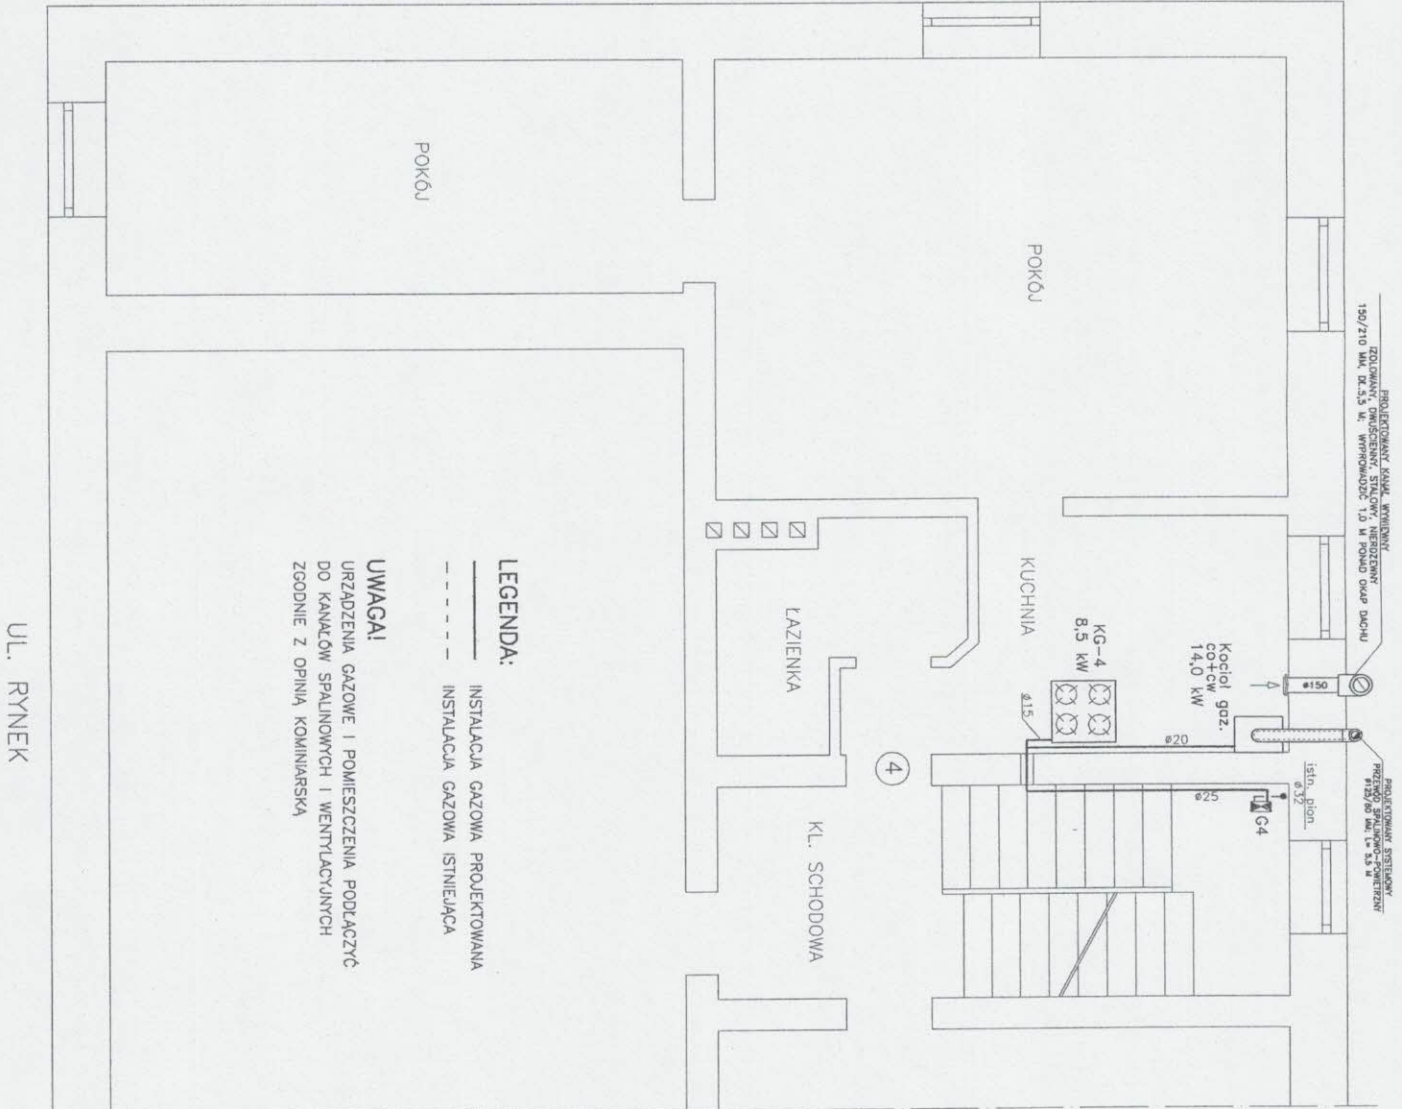 PROJEKTOWANY KANAŁ WYWIEWNY
IZOLOWANY, DWUŚCIENNY, STALOWY, NIERDZEWNY
150/210 MM, DŁ.5,5 M; WYPROWADZIĆ 1,0 M PONAD OKAP DACHU
PROJEKTOWANY SYSTEMOWY
PRZEWÓD SPALINOWO-POWIETRZNY
ø125/80 MM; L= 5,5 M
ø150
Kocioł gaz.
co+cw
14,0 kW
istn. pion
ø32
G4
ø20
ø25
KG-4
8,5 kW
ø15
POKÓJ
KUCHNIA
4
ŁAZIENKA
KL. SCHODOWA
POKÓJ
LEGENDA:
INSTALACJA GAZOWA PROJEKTOWANA
INSTALACJA GAZOWA ISTNIEJĄCA
UWAGA!
URZĄDZENIA GAZOWE I POMIESZCZENIA PODŁĄCZYĆ
DO KANAŁÓW SPALINOWYCH I WENTYLACYJNYCH
ZGODNIE Z OPINIĄ KOMINIARSKĄ
UL. RYNEK